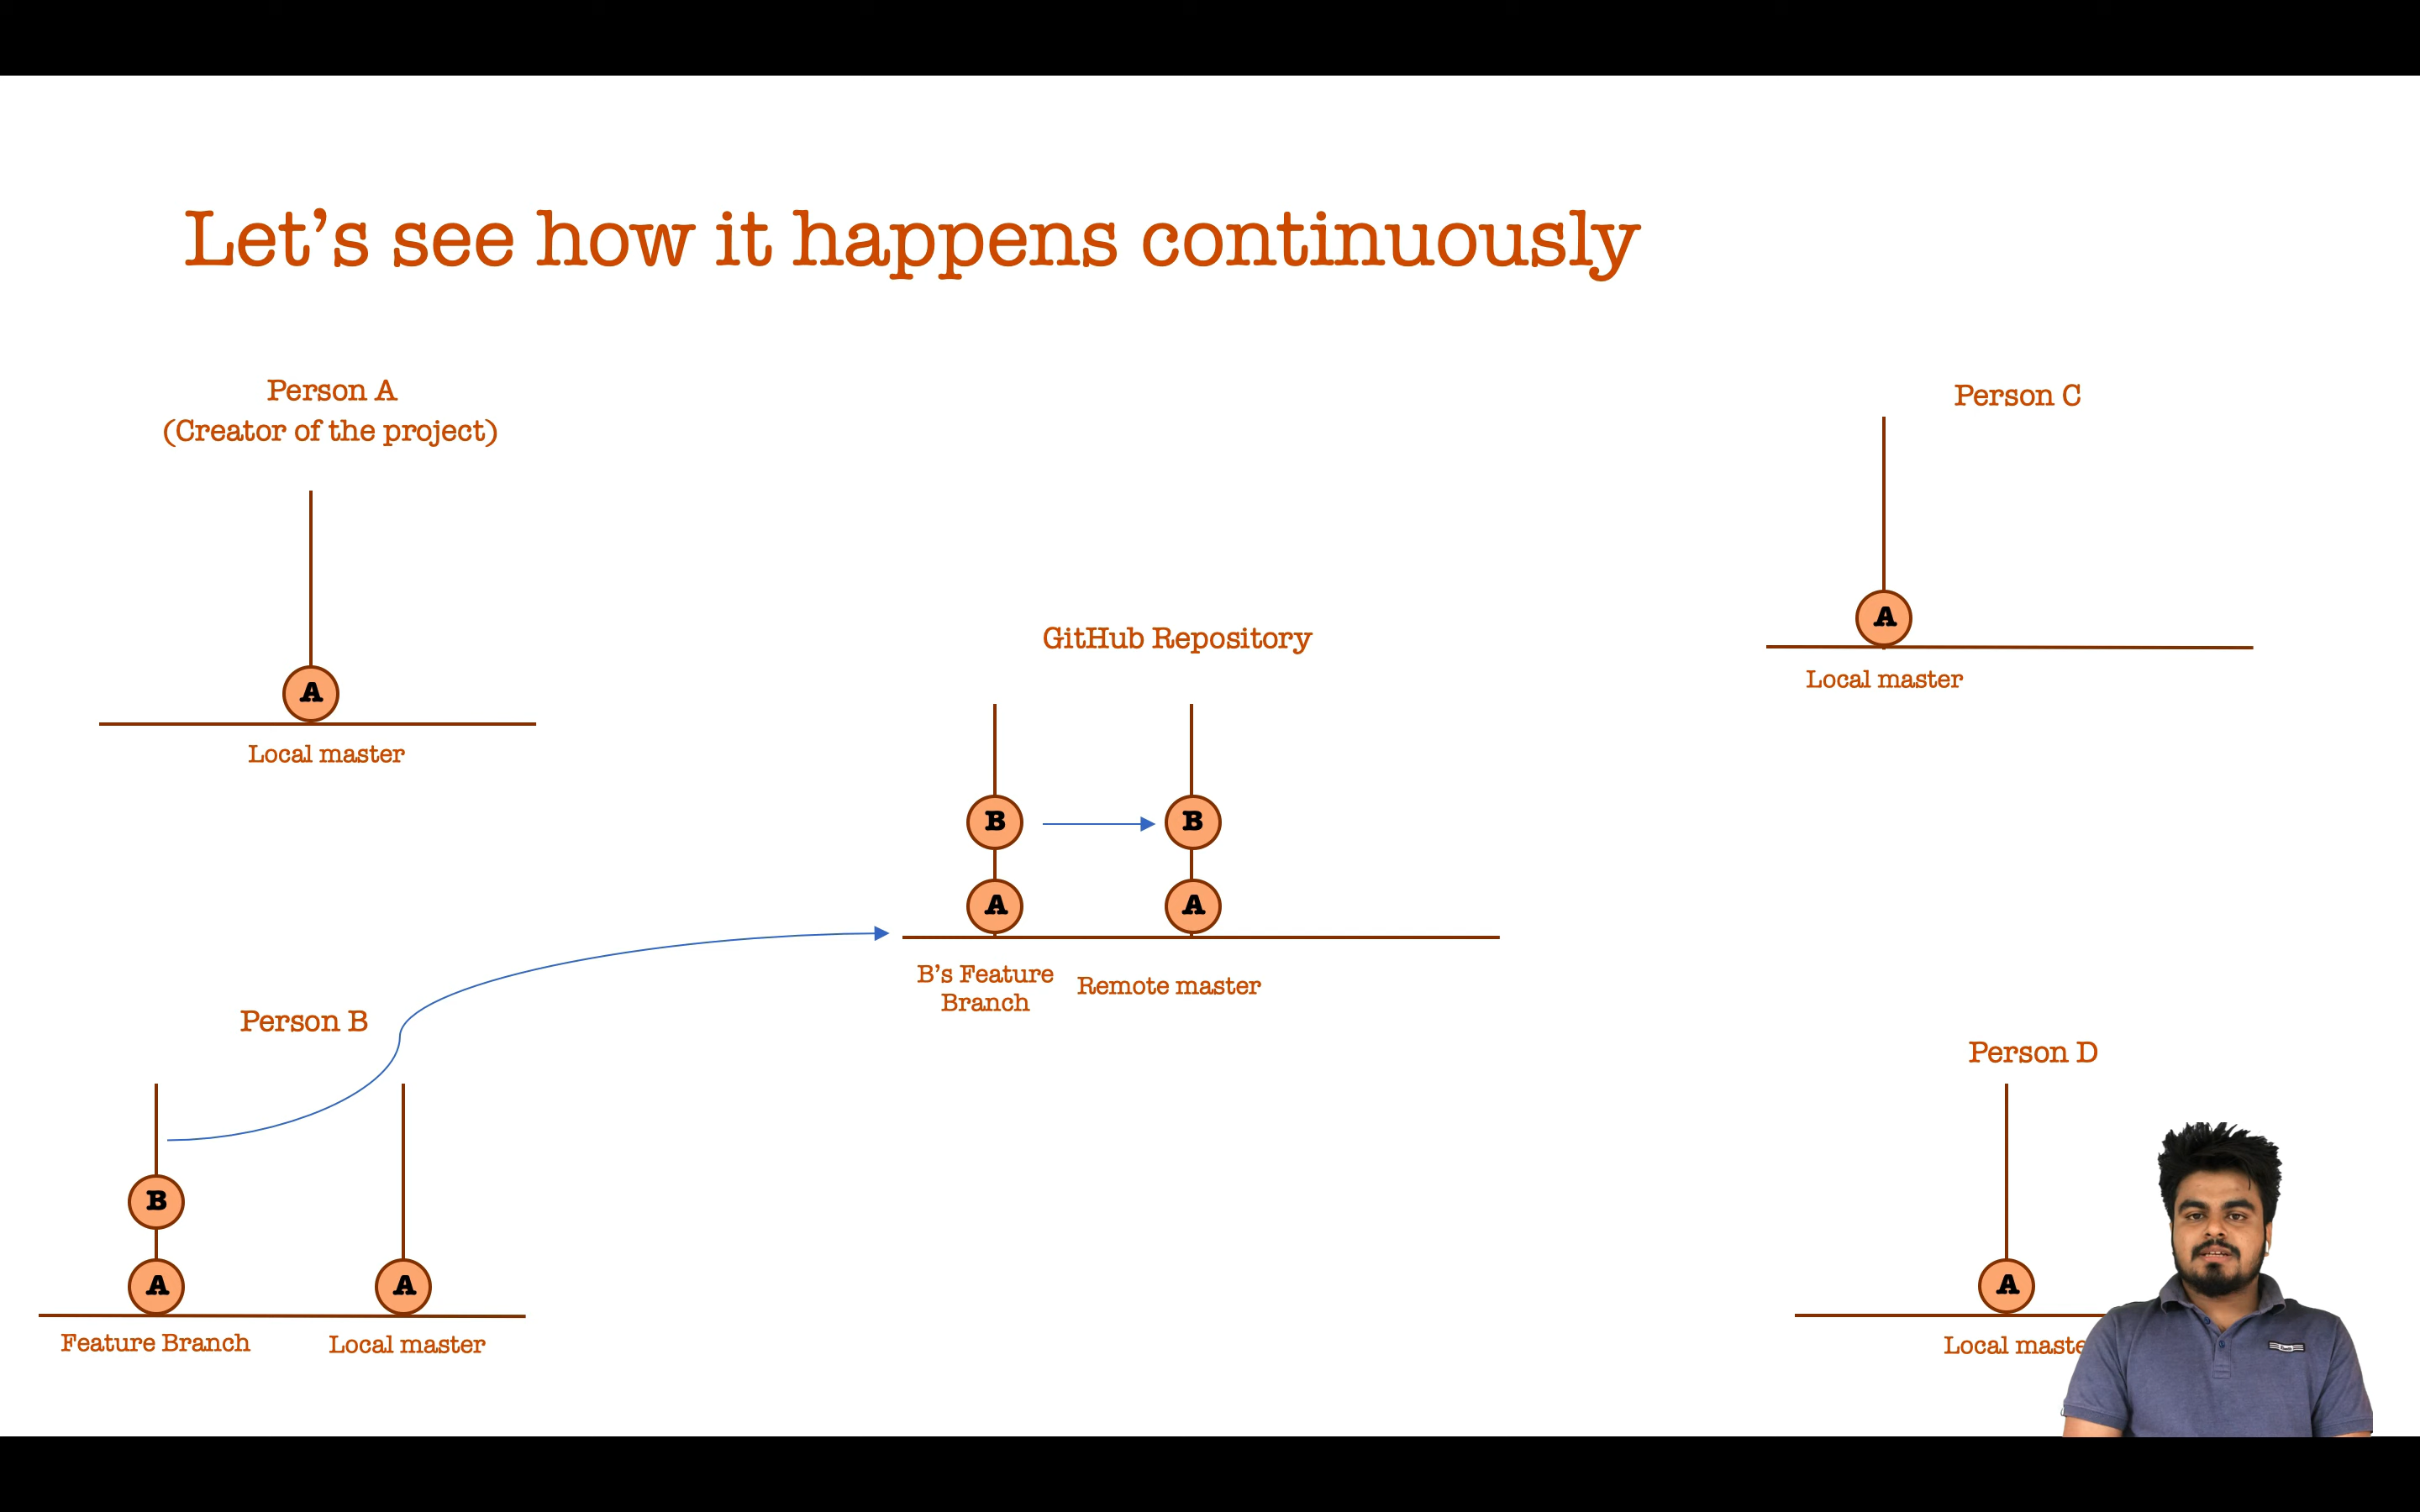 Let’s see how it happens continuously
Person A
(Creator of the project)
A
Local master
Person C
A
Local master
GitHub Repository
B
B
A
A
B’s Feature
Branch
Remote master
Person B
B
A
A
Feature Branch
Local master
Person D
A
Local